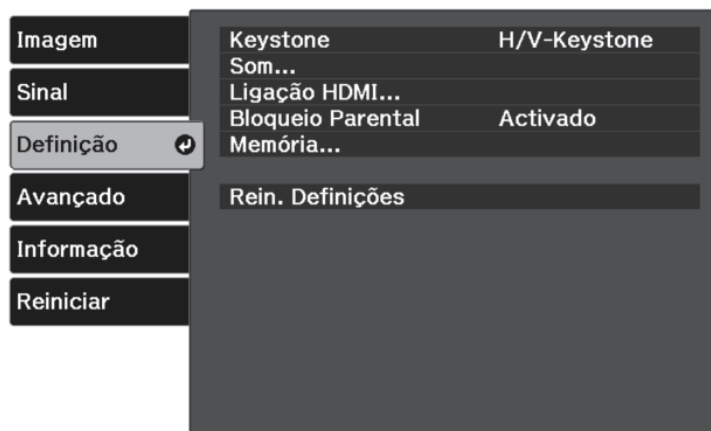 Imagem
Sinal
Definição
Avançado
Informação
Reiniciar
Keystone H/V-Keystone
Som...
Ligação HDMI...
Bloqueio Parental Activado
Memória...
Rein. Definições